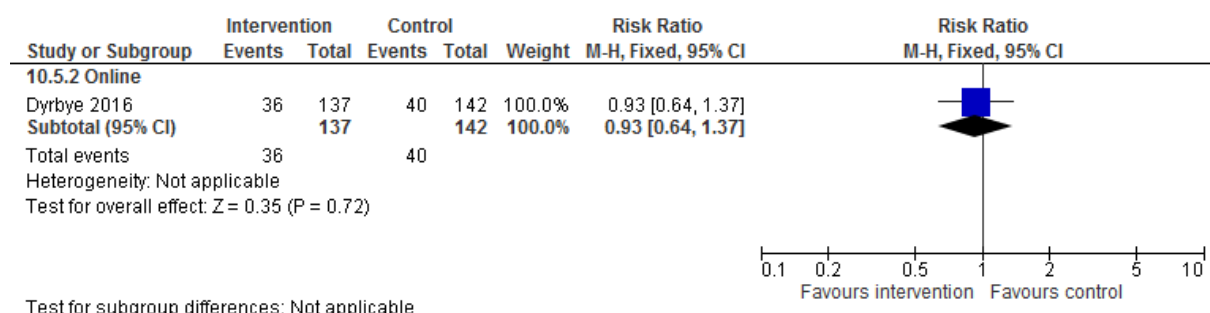 Intervention Control Risk Ratio Risk Ratio
Study or Subgroup Events Total Events Total Weight M-H, Fixed, 95% CI M-H, Fixed, 95% CI
10.5.2 Online
Dyrbye 2016 36 137 40 142 100.0% 0.93 [0.64, 1.37]
Subtotal (95% CI) 137 142 100.0% 0.93 [0.64, 1.37]
Total events 36 40
Heterogeneity: Not applicable
Test for overall effect: Z = 0.35 (P = 0.72)
0.1 0.2 0.5 1 2 5 10
Favours intervention Favours control
Test for subgroup differences: Not applicable